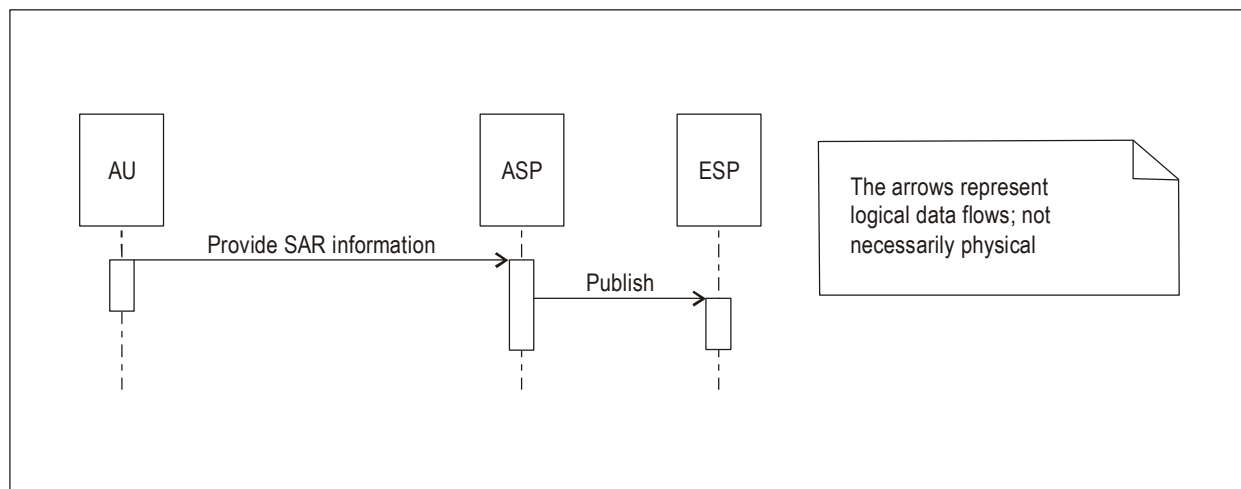 AU
ASP
ESP
The arrows represent
logical data flows; not
necessarily physical
Provide SAR information
Publish